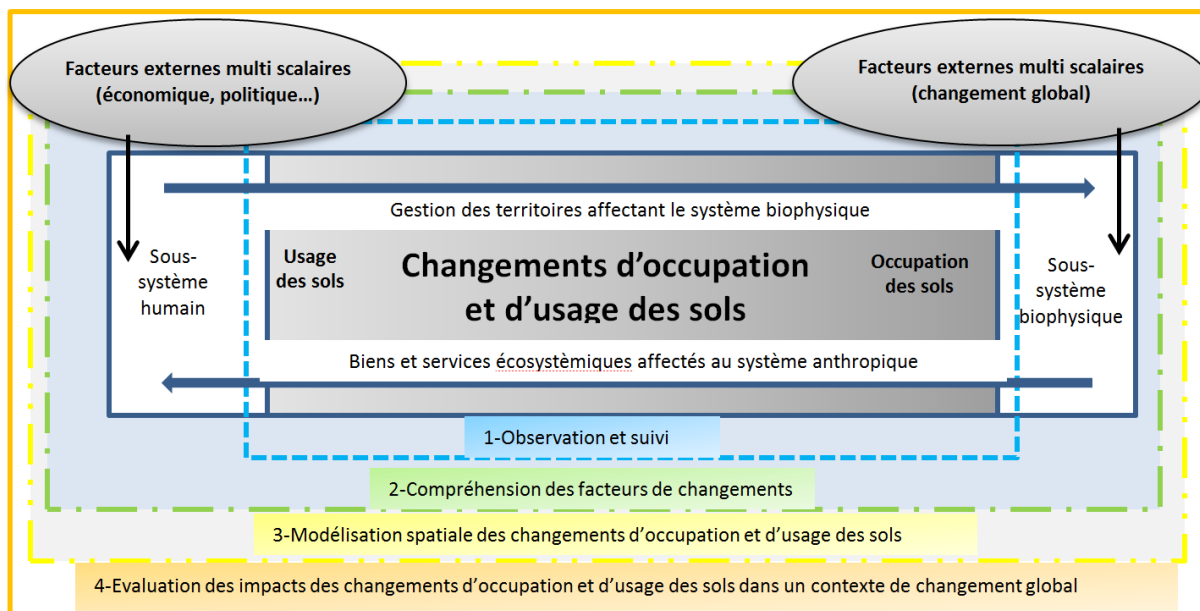 Facteurs externes multi scalaires
(économique, politique…)
Facteurs externes multi scalaires
(changement global)
Gestion des territoires affectant le système biophysique
Sous-
système
humain
Usage
des sols
Changements d’occupation
et d’usage des sols
Occupation
des sols
Sous-
système
biophysique
Biens et services écosystèmiques affectés au système anthropique
1-Observation et suivi
2-Compréhension des facteurs de changements
3-Modélisation spatiale des changements d’occupation et d’usage des sols
4-Evaluation des impacts des changements d’occupation et d’usage des sols dans un contexte de changement global